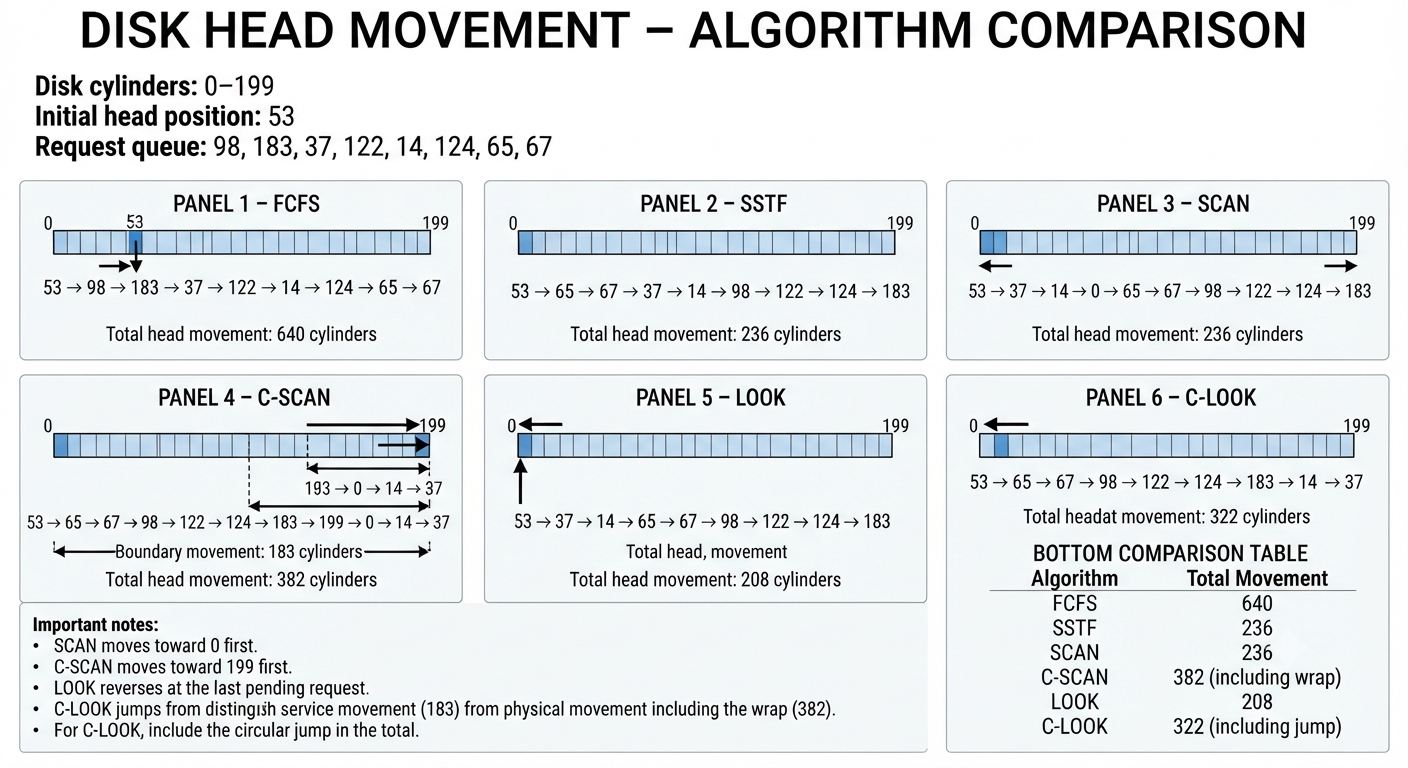 DISK HEAD MOVEMENT – ALGORITHM COMPARISON
Disk cylinders: 0–199
Initial head position: 53
Request queue: 98, 183, 37, 122, 14, 124, 65, 67
PANEL 1 – FCFS
0 53 199
53 → 98 → 183 → 37 → 122 → 14 → 124 → 65 → 67
Total head movement: 640 cylinders
PANEL 2 – SSTF
0 199
53 → 65 → 67 → 37 → 14 → 98 → 122 → 124 → 183
Total head movement: 236 cylinders
PANEL 3 – SCAN
0 199
53 → 37 → 14 → 0 → 65 → 67 → 98 → 122 → 124 → 183
Total head movement: 236 cylinders
PANEL 4 – C-SCAN
0 199
193 → 0 → 14 → 37
53 → 65 → 67 → 98 → 122 → 124 → 183 → 199 → 0 → 14 → 37
Boundary movement: 183 cylinders
Total head movement: 382 cylinders
PANEL 5 – LOOK
0 199
53 → 37 → 14 → 65 → 67 → 98 → 122 → 124 → 183
Total head, movement
Total head movement: 208 cylinders
PANEL 6 – C-LOOK
0 199
53 → 65 → 67 → 98 → 122 → 124 → 183 → 14 → 37
Total headat movement: 322 cylinders
BOTTOM COMPARISON TABLE
Algorithm Total Movement
FCFS 640
SSTF 236
SCAN 236
C-SCAN 382 (including wrap)
LOOK 208
C-LOOK 322 (including jump)
Important notes:
• SCAN moves toward 0 first.
• C-SCAN moves toward 199 first.
• LOOK reverses at the last pending request.
• C-LOOK jumps from distingish service movement (183) from physical movement including the wrap (382).
• For C-LOOK, include the circular jump in the total.